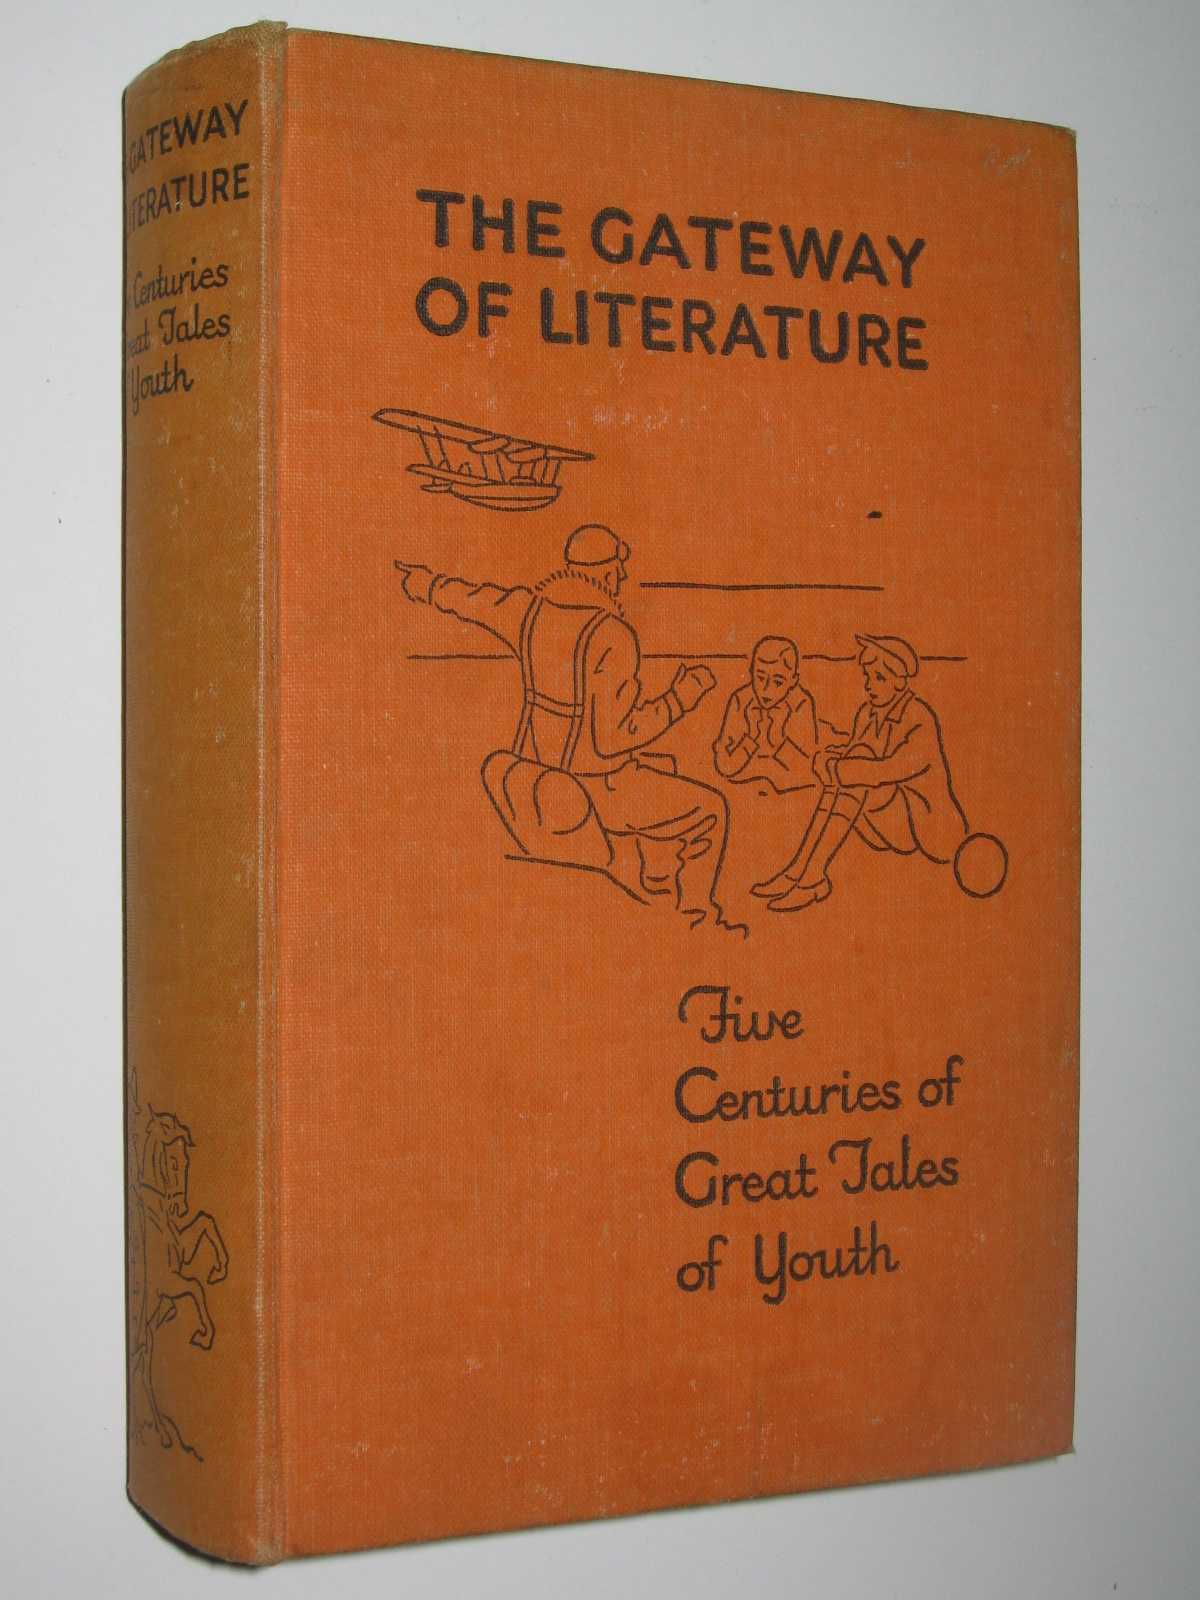 GATEWAY
LITERATURE
Centuries
Great Tales
Youth
THE GATEWAY
OF LITERATURE
Five
Centuries of
Great Tales
of Youth